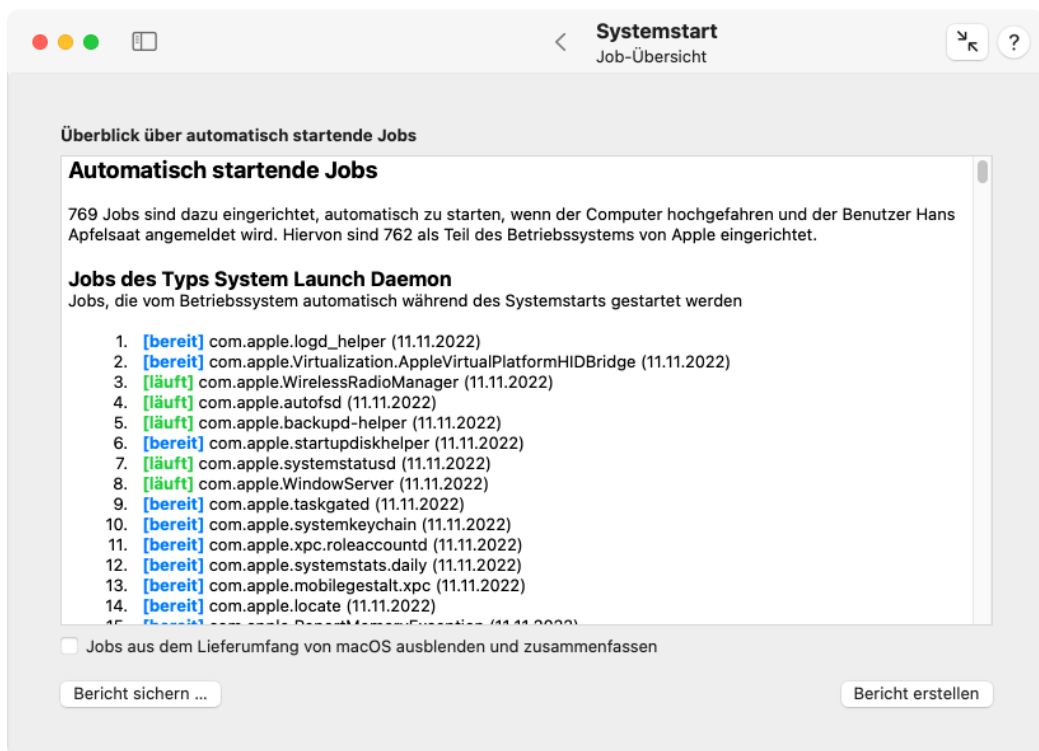 Systemstart
Job-Übersicht
?
Überblick über automatisch startende Jobs
Automatisch startende Jobs
769 Jobs sind dazu eingerichtet, automatisch zu starten, wenn der Computer hochgefahren und der Benutzer Hans
Apfelsaat angemeldet wird. Hiervon sind 762 als Teil des Betriebssystems von Apple eingerichtet.
Jobs des Typs System Launch Daemon
Jobs, die vom Betriebssystem automatisch während des Systemstarts gestartet werden
1. [bereit] com.apple.logd_helper (11.11.2022)
2. [bereit] com.apple.Virtualization.AppleVirtualPlatformHIDBridge (11.11.2022)
3. [läuft] com.apple.WirelessRadioManager (11.11.2022)
4. [läuft] com.apple.autofsd (11.11.2022)
5. [läuft] com.apple.backupd-helper (11.11.2022)
6. [bereit] com.apple.startupdiskhelper (11.11.2022)
7. [läuft] com.apple.systemstatusd (11.11.2022)
8. [läuft] com.apple.WindowServer (11.11.2022)
9. [bereit] com.apple.taskgated (11.11.2022)
10. [bereit] com.apple.systemkeychain (11.11.2022)
11. [bereit] com.apple.xpc.roleaccountd (11.11.2022)
12. [bereit] com.apple.systemstats.daily (11.11.2022)
13. [bereit] com.apple.mobilegestalt.xpc (11.11.2022)
14. [bereit] com.apple.locate (11.11.2022)
15. [bereit] com.apple.ReportMemoryException (11.11.2022)
Jobs aus dem Lieferumfang von macOS ausblenden und zusammenfassen
Bericht sichern ...
Bericht erstellen